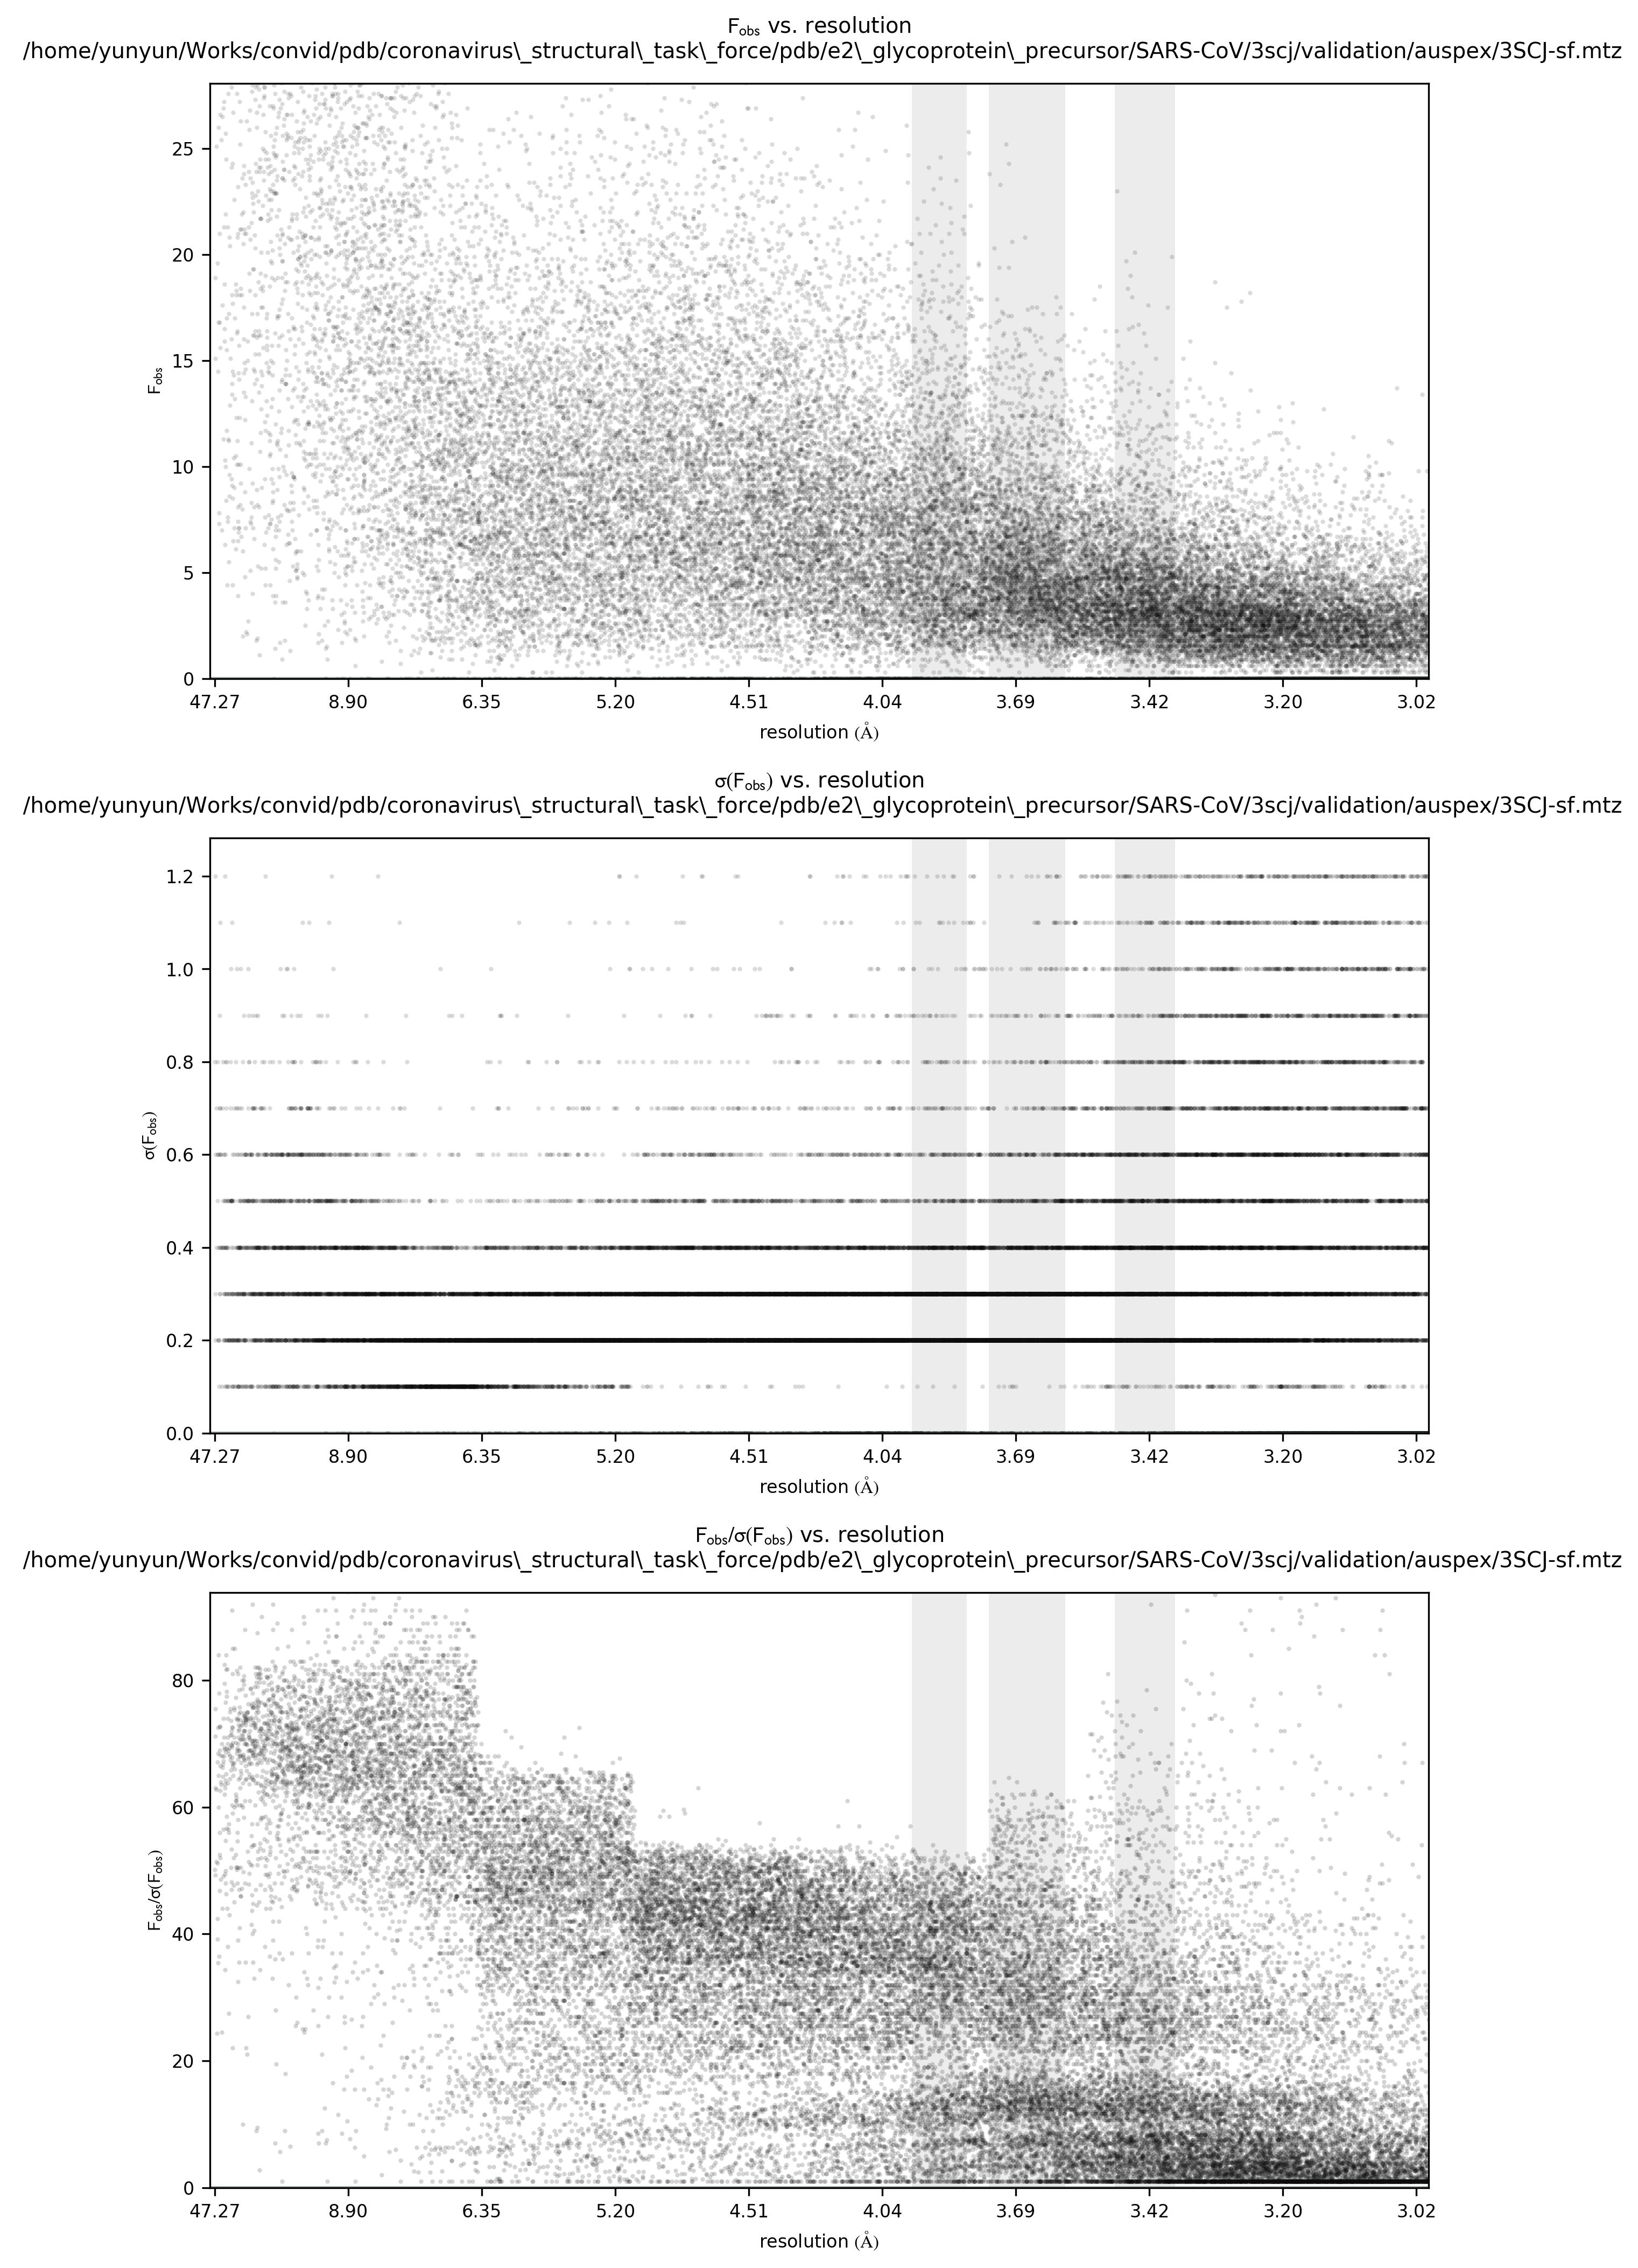 Fobs vs. resolution
/home/yunyun/Works/convid/pdb/coronavirus\_structural\_task\_force/pdb/e2\_glycoprotein\_precursor/SARS-CoV/3scj/validation/auspex/3SCJ-sf.mtz
25
20
15
10
5
0
Fobs
47.27 8.90 6.35 5.20 4.51 4.04 3.69 3.42 3.20 3.02
resolution (Å)
σ(Fobs) vs. resolution
/home/yunyun/Works/convid/pdb/coronavirus\_structural\_task\_force/pdb/e2\_glycoprotein\_precursor/SARS-CoV/3scj/validation/auspex/3SCJ-sf.mtz
1.2
1.0
0.8
0.6
0.4
0.2
0.0
σ(Fobs)
47.27 8.90 6.35 5.20 4.51 4.04 3.69 3.42 3.20 3.02
resolution (Å)
Fobs/σ(Fobs) vs. resolution
/home/yunyun/Works/convid/pdb/coronavirus\_structural\_task\_force/pdb/e2\_glycoprotein\_precursor/SARS-CoV/3scj/validation/auspex/3SCJ-sf.mtz
80
60
40
20
0
Fobs/σ(Fobs)
47.27 8.90 6.35 5.20 4.51 4.04 3.69 3.42 3.20 3.02
resolution (Å)